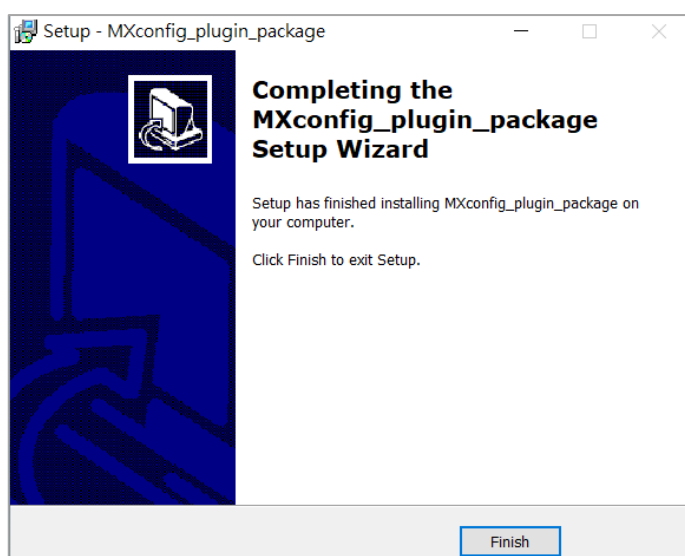 Setup - MXconfig_plugin_package
Completing the
MXconfig_plugin_package
Setup Wizard
Setup has finished installing MXconfig_plugin_package on
your computer.
Click Finish to exit Setup.
Finish